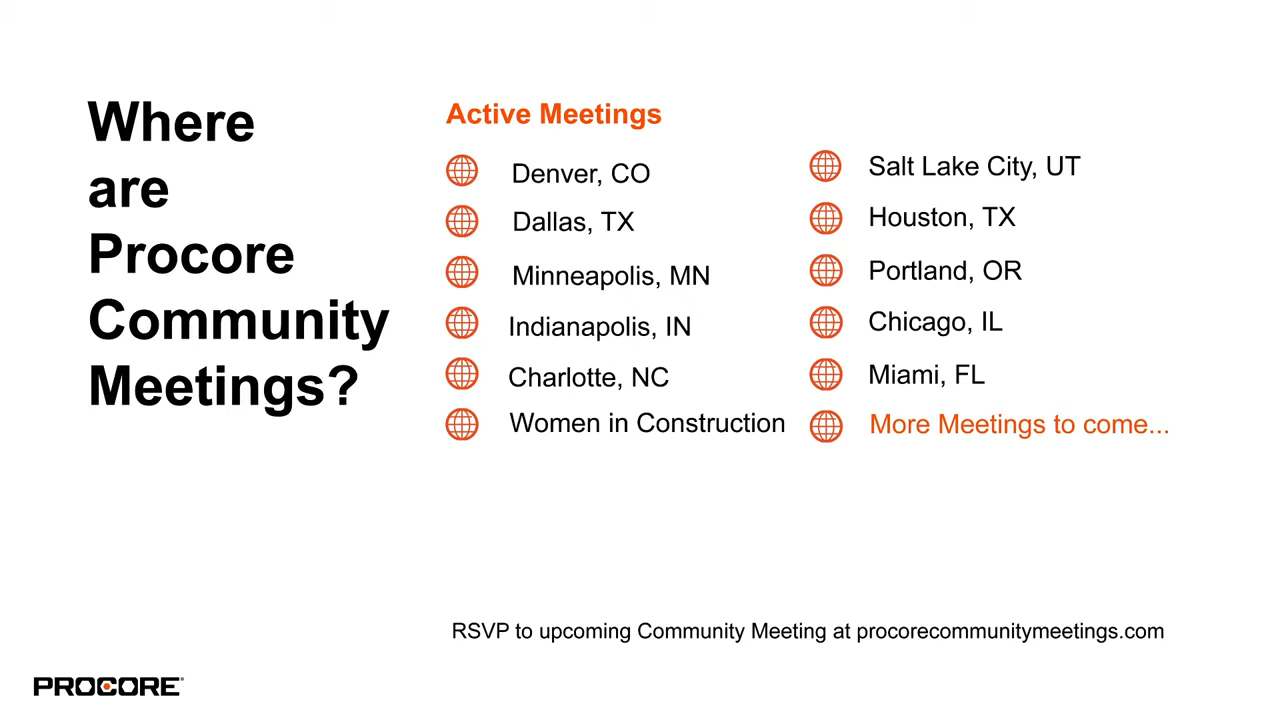 Where
are
Procore
Community
Meetings?
Active Meetings
Denver, CO
Dallas, TX
Minneapolis, MN
Indianapolis, IN
Charlotte, NC
Women in Construction
Salt Lake City, UT
Houston, TX
Portland, OR
Chicago, IL
Miami, FL
More Meetings to come...
RSVP to upcoming Community Meeting at procorecommunitymeetings.com
PROCORE®